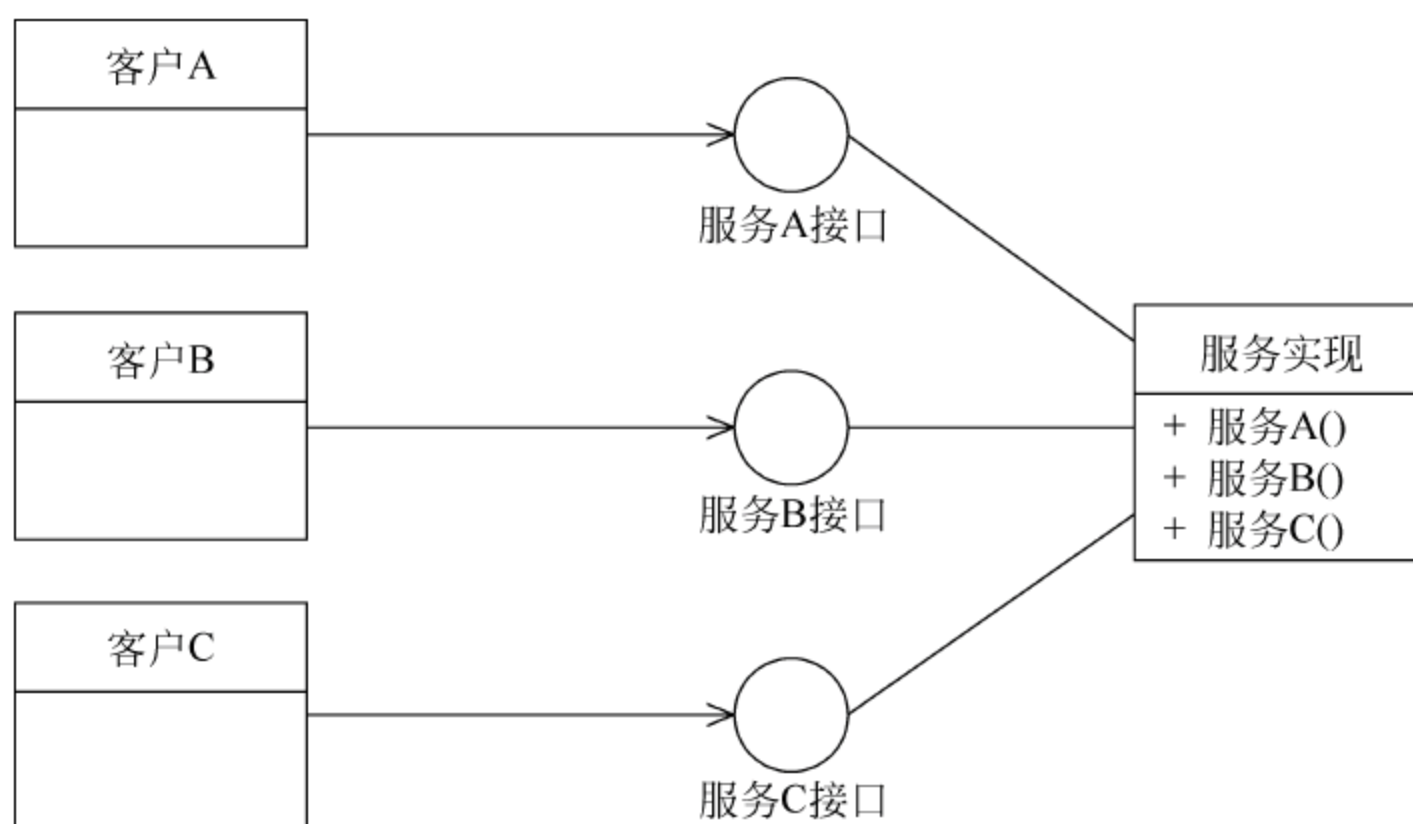 客户A
服务A接口
客户B
服务B接口
服务实现
+ 服务A()
+ 服务B()
+ 服务C()
客户C
服务C接口